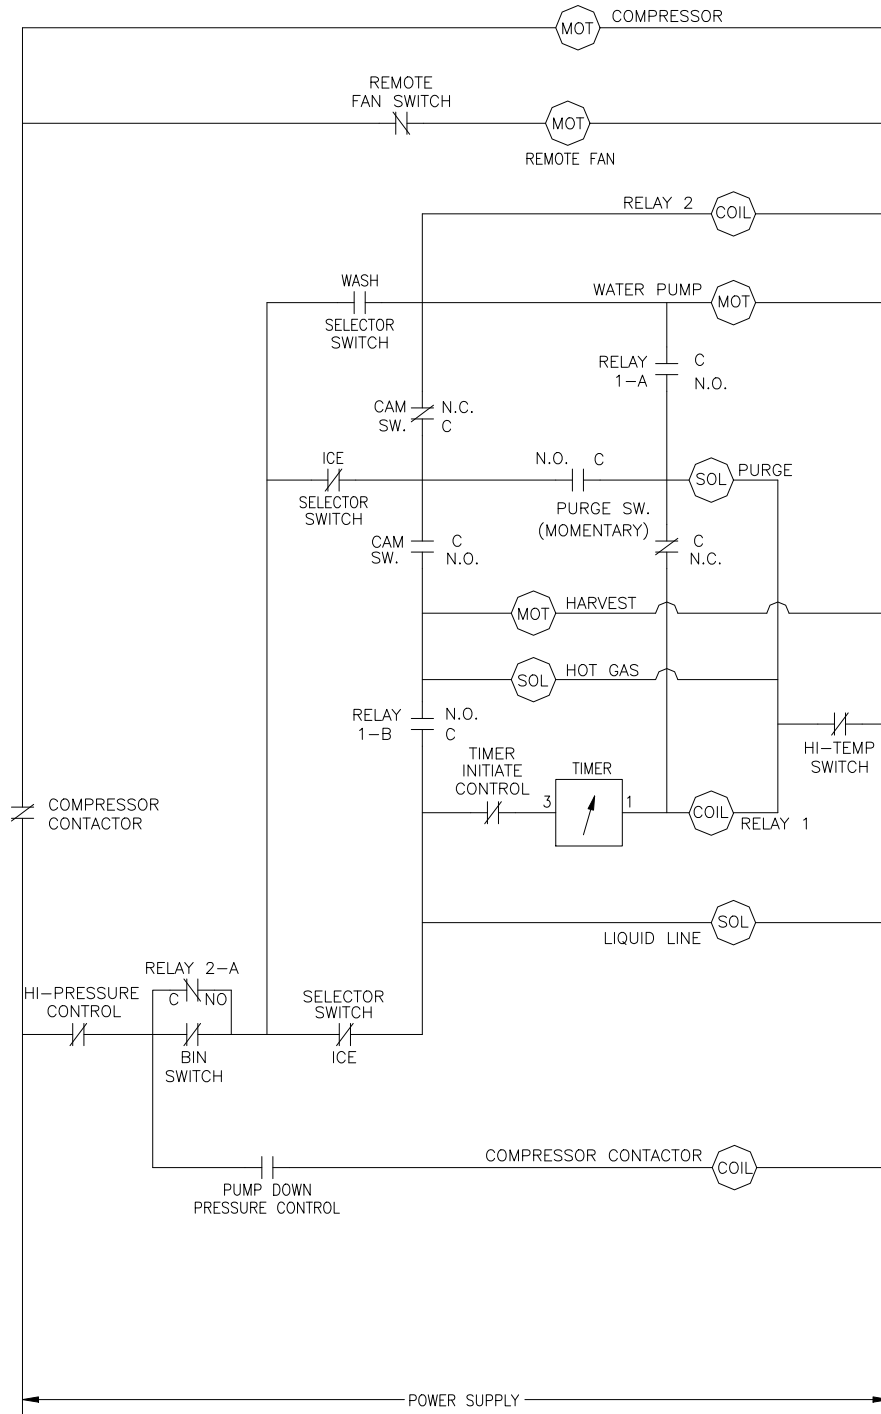 MOT
COMPRESSOR
REMOTE
FAN SWITCH
MOT
REMOTE FAN
RELAY 2
COIL
WASH
SELECTOR
SWITCH
WATER PUMP
MOT
RELAY
1-A
C
N.O.
CAM
SW.
N.C.
C
ICE
SELECTOR
SWITCH
N.O.
C
PURGE SW.
(MOMENTARY)
SOL
PURGE
CAM
SW.
C
N.O.
C
N.C.
MOT
HARVEST
SOL
HOT GAS
RELAY
1-B
N.O.
C
HI-TEMP
SWITCH
TIMER
INITIATE
CONTROL
TIMER
3
1
COIL
RELAY 1
COMPRESSOR
CONTACTOR
SOL
LIQUID LINE
HI-PRESSURE
CONTROL
RELAY 2-A
C
NO
BIN
SWITCH
SELECTOR
SWITCH
ICE
COMPRESSOR CONTACTOR
COIL
PUMP DOWN
PRESSURE CONTROL
POWER SUPPLY